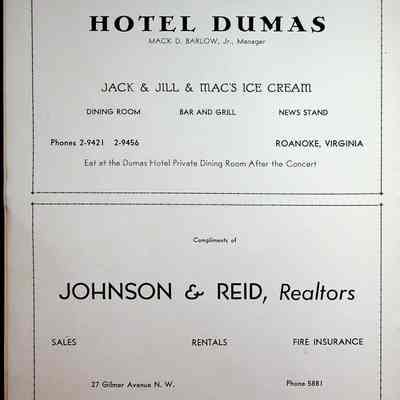 HOTEL DUMAS
MACK D. BARLOW, Jr., Manager
JACK & JILL & MAC'S ICE CREAM
DINING ROOM BAR AND GRILL NEWS STAND
Phones 2-9421 2-9456 ROANOKE, VIRGINIA
Eat at the Dumas Hotel Private Dining Room After the Concert
Compliments of
JOHNSON & REID, Realtors
SALES RENTALS FIRE INSURANCE
27 Gilmer Avenue N. W. Phone 5881